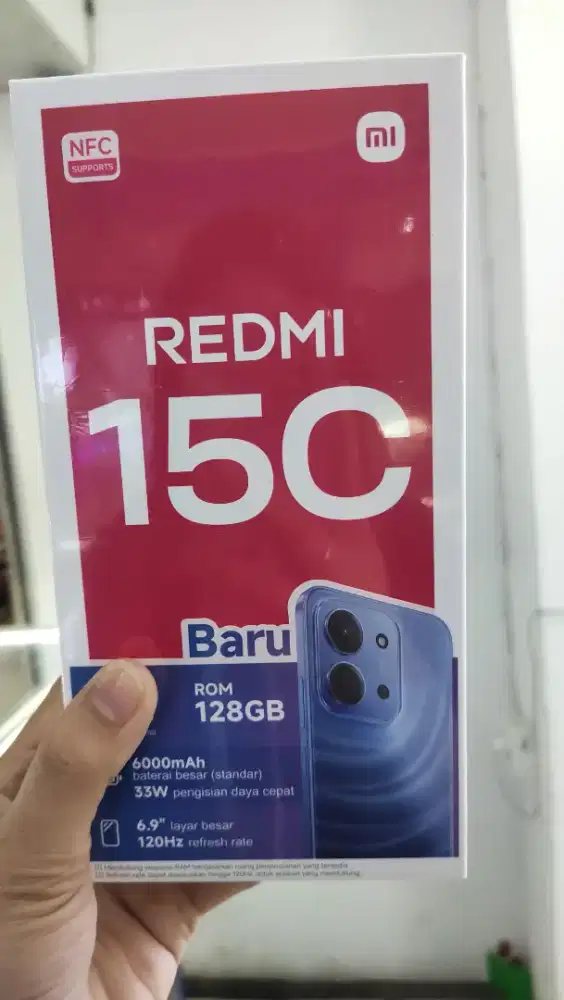 NFC
SUPPORTS
mi
REDMI
15C
Baru
ROM
128GB
6000mAh
baterai besar (standar)
33W pengisian daya cepat
6.9" layar besar
120Hz refresh rate